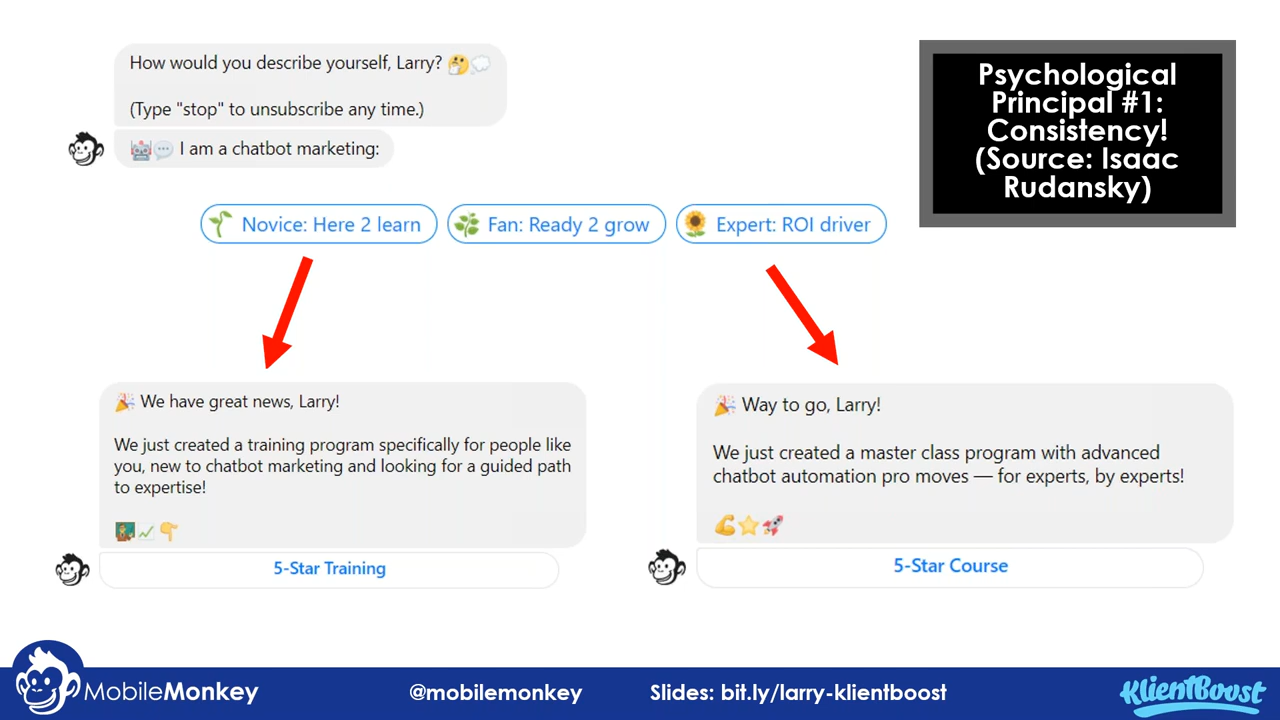 How would you describe yourself, Larry? 🤔💭
(Type "stop" to unsubscribe any time.)
🤖💬 I am a chatbot marketing:
Psychological
Principal #1:
Consistency!
(Source: Isaac
Rudansky)
Novice: Here 2 learn
Fan: Ready 2 grow
Expert: ROI driver
🎉 We have great news, Larry!
We just created a training program specifically for people like
you, new to chatbot marketing and looking for a guided path
to expertise!
5-Star Training
🎉 Way to go, Larry!
We just created a master class program with advanced
chatbot automation pro moves — for experts, by experts!
💪⭐🚀
5-Star Course
MobileMonkey
@mobilemonkey
Slides: bit.ly/larry-klientboost
KlientBoost